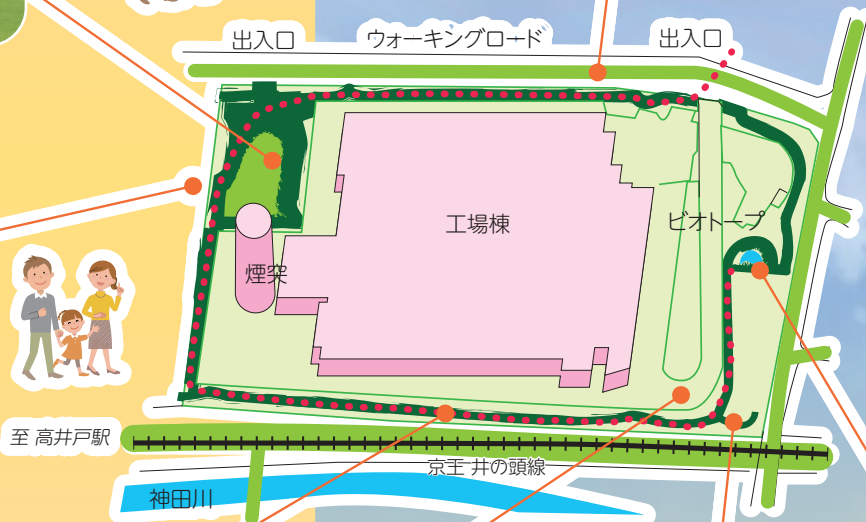 出入口
ウォーキングロード
出入口
工場棟
ビオトープ
煙突
至 高井戸駅
京王 井の頭線
神田川